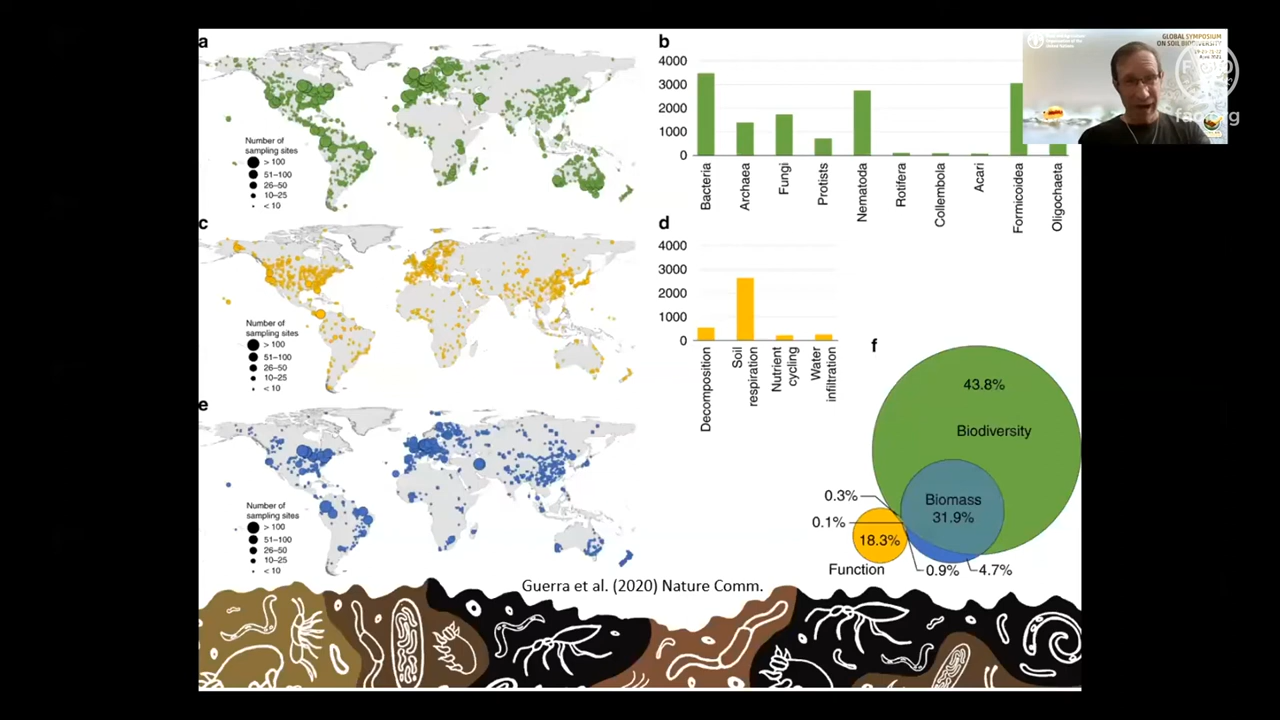 a
Number of
sampling sites
> 100
51–100
26–50
10–25
< 10
b
4000
3000
2000
1000
0
Bacteria
Archaea
Fungi
Protists
Nematoda
Rotifera
Collembola
Acari
Formicoidea
Oligochaeta
GLOBAL SYMPOSIUM
ON SOIL BIODIVERSITY
c
Number of
sampling sites
> 100
51–100
26–50
10–25
< 10
d
4000
3000
2000
1000
0
Decomposition
Soil
respiration
Nutrient
cycling
Water
infiltration
e
Number of
sampling sites
> 100
51–100
26–50
10–25
< 10
f
43.8%
Biodiversity
Biomass
31.9%
0.3%
0.1%
18.3%
Function
0.9%
4.7%
Guerra et al. (2020) Nature Comm.